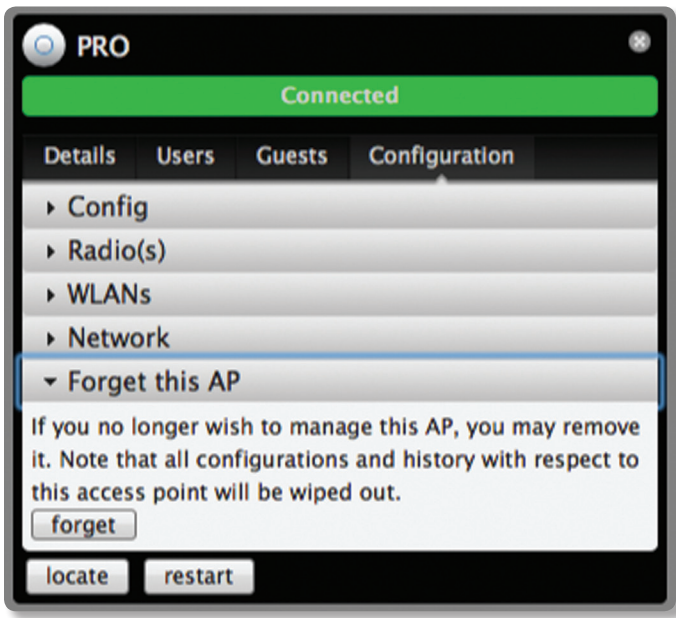 PRO
Connected
Details Users Guests Configuration
Config
Radio(s)
WLANs
Network
Forget this AP
If you no longer wish to manage this AP, you may remove
it. Note that all configurations and history with respect to
this access point will be wiped out.
forget
locate restart